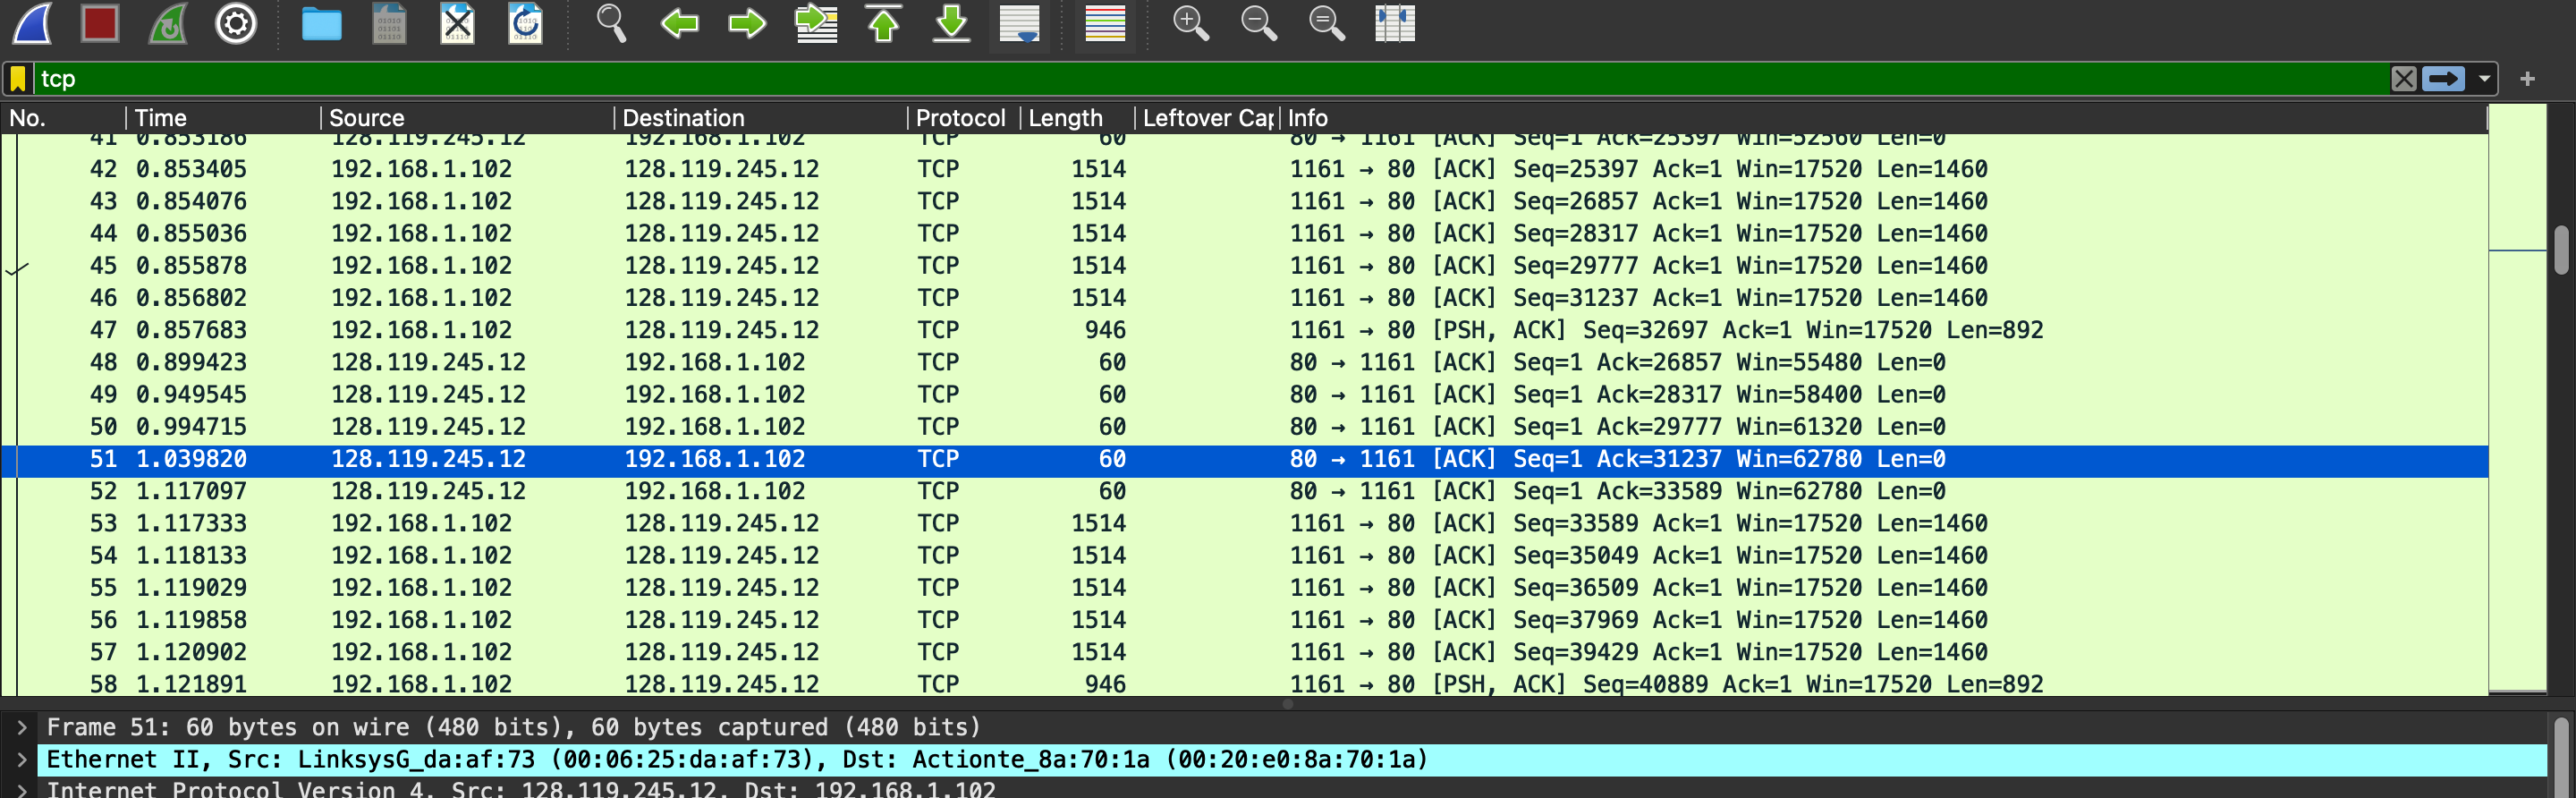 tcp
No. Time Source Destination Protocol Length Leftover Cap Info
41 0.853186 128.119.245.12 192.168.1.102 TCP 60 80 → 1161 [ACK] Seq=1 Ack=25397 Win=52560 Len=0
42 0.853405 192.168.1.102 128.119.245.12 TCP 1514 1161 → 80 [ACK] Seq=25397 Ack=1 Win=17520 Len=1460
43 0.854076 192.168.1.102 128.119.245.12 TCP 1514 1161 → 80 [ACK] Seq=26857 Ack=1 Win=17520 Len=1460
44 0.855036 192.168.1.102 128.119.245.12 TCP 1514 1161 → 80 [ACK] Seq=28317 Ack=1 Win=17520 Len=1460
45 0.855878 192.168.1.102 128.119.245.12 TCP 1514 1161 → 80 [ACK] Seq=29777 Ack=1 Win=17520 Len=1460
46 0.856802 192.168.1.102 128.119.245.12 TCP 1514 1161 → 80 [ACK] Seq=31237 Ack=1 Win=17520 Len=1460
47 0.857683 192.168.1.102 128.119.245.12 TCP 946 1161 → 80 [PSH, ACK] Seq=32697 Ack=1 Win=17520 Len=892
48 0.899423 128.119.245.12 192.168.1.102 TCP 60 80 → 1161 [ACK] Seq=1 Ack=26857 Win=55480 Len=0
49 0.949545 128.119.245.12 192.168.1.102 TCP 60 80 → 1161 [ACK] Seq=1 Ack=28317 Win=58400 Len=0
50 0.994715 128.119.245.12 192.168.1.102 TCP 60 80 → 1161 [ACK] Seq=1 Ack=29777 Win=61320 Len=0
51 1.039820 128.119.245.12 192.168.1.102 TCP 60 80 → 1161 [ACK] Seq=1 Ack=31237 Win=62780 Len=0
52 1.117097 128.119.245.12 192.168.1.102 TCP 60 80 → 1161 [ACK] Seq=1 Ack=33589 Win=62780 Len=0
53 1.117333 192.168.1.102 128.119.245.12 TCP 1514 1161 → 80 [ACK] Seq=33589 Ack=1 Win=17520 Len=1460
54 1.118133 192.168.1.102 128.119.245.12 TCP 1514 1161 → 80 [ACK] Seq=35049 Ack=1 Win=17520 Len=1460
55 1.119029 192.168.1.102 128.119.245.12 TCP 1514 1161 → 80 [ACK] Seq=36509 Ack=1 Win=17520 Len=1460
56 1.119858 192.168.1.102 128.119.245.12 TCP 1514 1161 → 80 [ACK] Seq=37969 Ack=1 Win=17520 Len=1460
57 1.120902 192.168.1.102 128.119.245.12 TCP 1514 1161 → 80 [ACK] Seq=39429 Ack=1 Win=17520 Len=1460
58 1.121891 192.168.1.102 128.119.245.12 TCP 946 1161 → 80 [PSH, ACK] Seq=40889 Ack=1 Win=17520 Len=892
Frame 51: 60 bytes on wire (480 bits), 60 bytes captured (480 bits)
Ethernet II, Src: LinksysG_da:af:73 (00:06:25:da:af:73), Dst: Actionte_8a:70:1a (00:20:e0:8a:70:1a)
Internet Protocol Version 4, Src: 128.119.245.12, Dst: 192.168.1.102